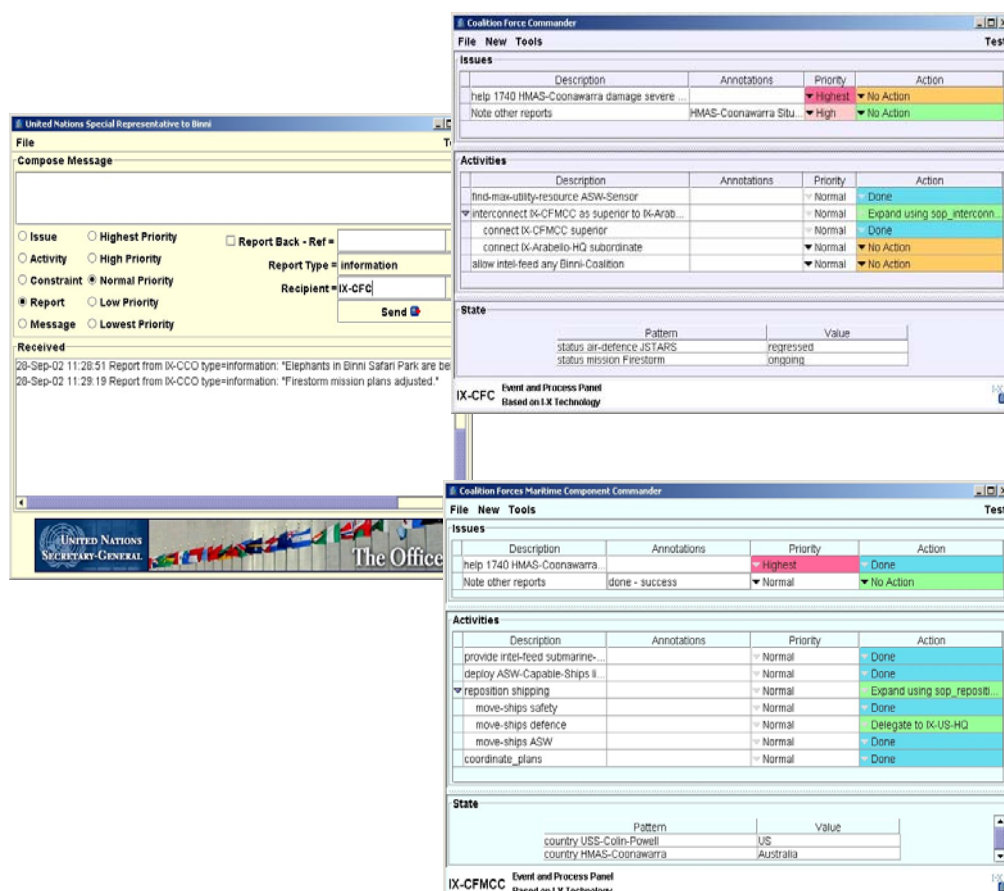 United Nations Special Representative to Binni
File
Compose Message
Issue Highest Priority Report Back - Ref =
Activity High Priority Report Type = information
Constraint Normal Priority Recipient = IX-CFC
Report Low Priority Send
Message Lowest Priority
Received
28-Sep-02 11:28:51 Report from IX-CCO type=information: "Elephants in Binni Safari Park are be
28-Sep-02 11:29:19 Report from IX-CCO type=information: "Firestorm mission plans adjusted."
UNITED NATIONS
SECRETARY-GENERAL
The Office
Coalition Force Commander
File New Tools Test
Issues
Description Annotations Priority Action
help 1740 HMAS-Coonawarra damage severe ... Highest No Action
Note other reports HMAS-Coonawarra Situ... High No Action
Activities
Description Annotations Priority Action
find-max-utility-resource ASW-Sensor Normal Done
interconnect IX-CFMCC as superior to IX-Arab... Normal Expand using sop_interconn...
connect IX-CFMCC superior Normal Done
connect IX-Arabello-HQ subordinate Normal No Action
allow intel-feed any Binni-Coalition Normal No Action
State
Pattern Value
status air-defence JSTARS regressed
status mission Firestorm ongoing
IX-CFC Event and Process Panel
Based on I-X Technology
Coalition Forces Maritime Component Commander
File New Tools Test
Issues
Description Annotations Priority Action
help 1740 HMAS-Coonawarra... Highest Done
Note other reports done - success Normal No Action
Activities
Description Annotations Priority Action
provide intel-feed submarine-... Normal Done
deploy ASW-Capable-Ships li... Normal Done
reposition shipping Normal Expand using sop_repositi...
move-ships safety Normal Done
move-ships defence Normal Delegate to IX-US-HQ
move-ships ASW Normal Done
coordinate_plans Normal Done
State
Pattern Value
country USS-Colin-Powell US
country HMAS-Coonawarra Australia
IX-CFMCC Event and Process Panel
Based on I-X Technology